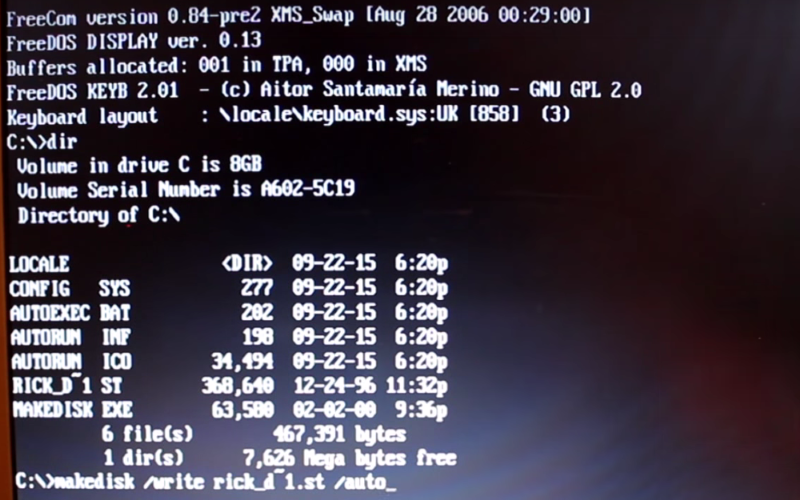 FreeCom version 0.84-pre2 XMS_Swap [Aug 28 2006 00:29:00]
FreeDOS DISPLAY ver. 0.13
Buffers allocated: 001 in TPA, 000 in XMS
FreeDOS KEYB 2.01 - (c) Aitor Santamaría Merino - GNU GPL 2.0
Keyboard layout : \locale\keyboard.sys:UK [858] (3)
C:\>dir
Volume in drive C is 8GB
Volume Serial Number is A602-5C19
Directory of C:\
LOCALE <DIR> 09-22-15 6:20p
CONFIG SYS 277 09-22-15 6:20p
AUTOEXEC BAT 202 09-22-15 6:20p
AUTORUN INF 198 09-22-15 6:20p
AUTORUN ICO 34,494 09-22-15 6:20p
RICK_D~1 ST 368,640 12-24-96 11:32p
MAKEDISK EXE 63,580 02-02-00 9:36p
6 file(s) 467,391 bytes
1 dir(s) 7,626 Mega bytes free
C:\>makedisk /write rick_d~1.st /auto_